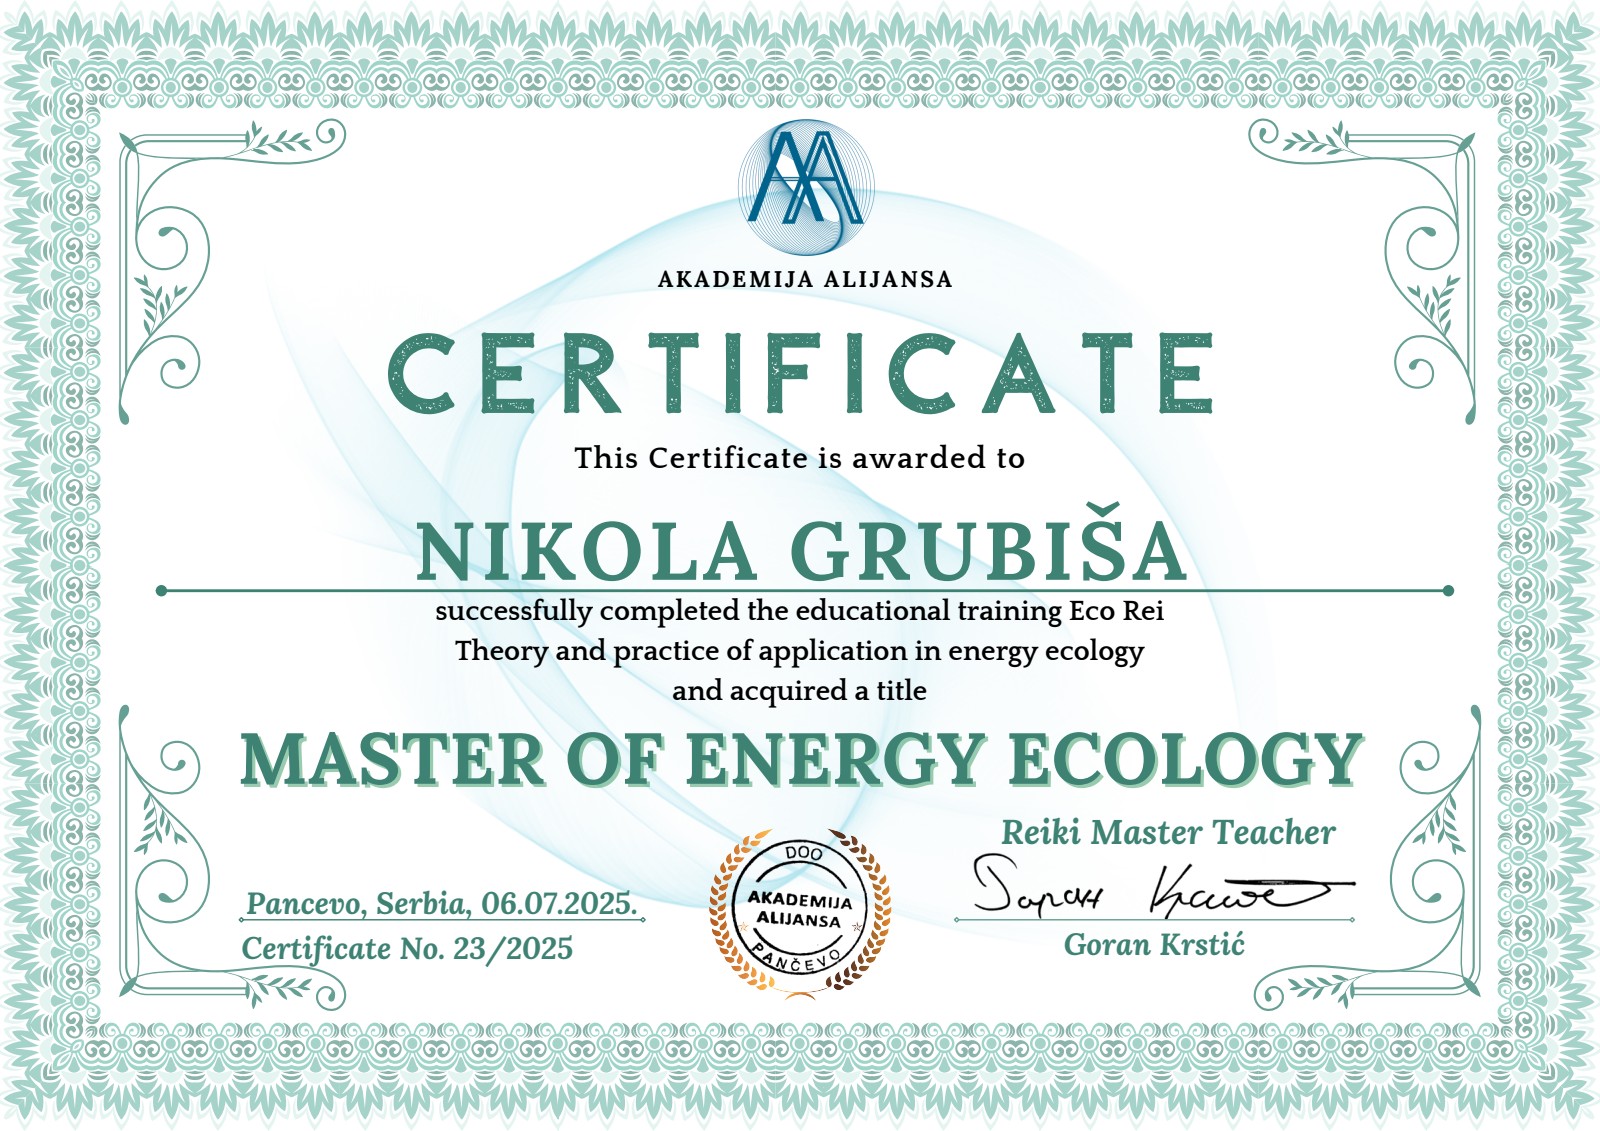 AA
AKADEMIJA ALIJANSA
CERTIFICATE
This Certificate is awarded to
NIKOLA GRUBIŠA
successfully completed the educational training Eco Rei
Theory and practice of application in energy ecology
and acquired a title
MASTER OF ENERGY ECOLOGY
Reiki Master Teacher
Pancevo, Serbia, 06.07.2025.
Certificate No. 23/2025
DOO
AKADEMIJA
ALIJANSA
PANČEVO
Goran Krstić